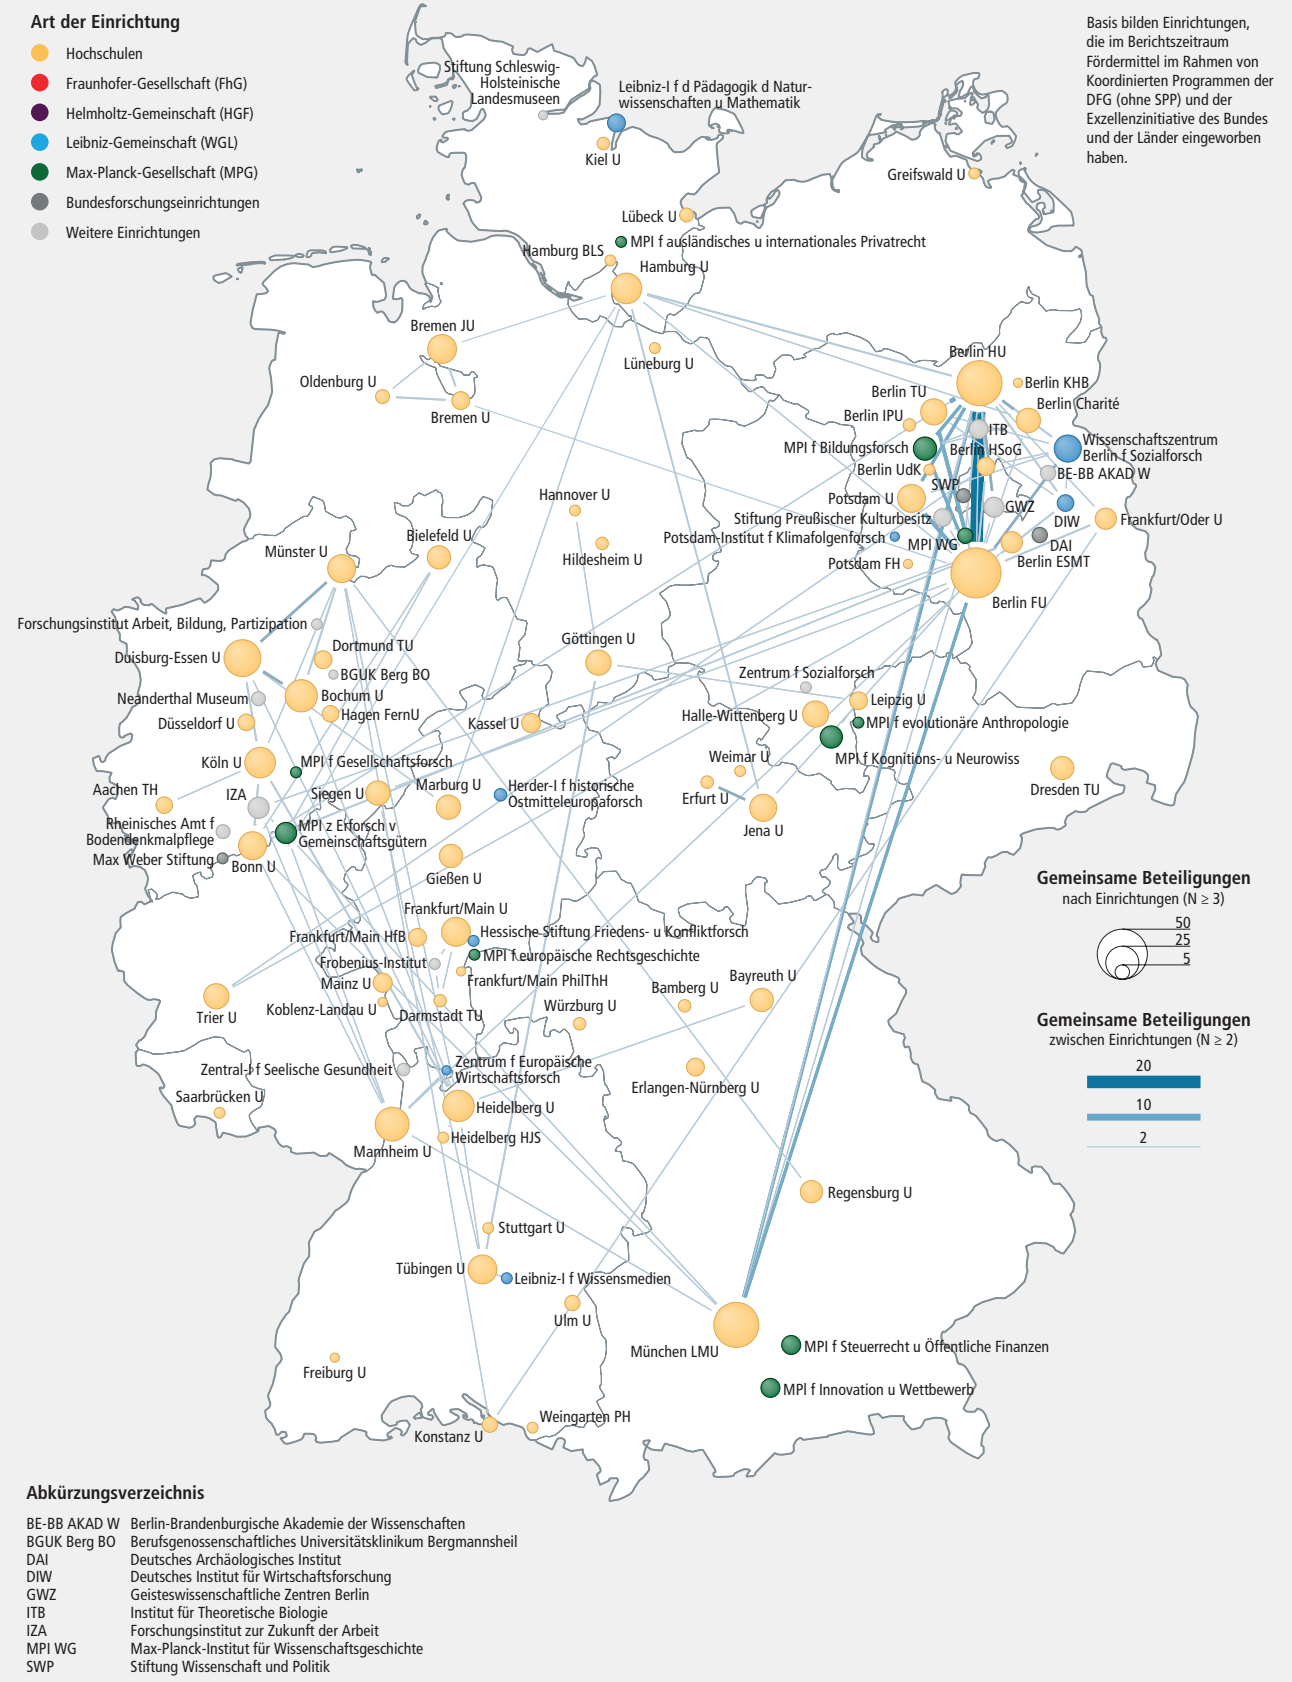 Art der Einrichtung
Hochschulen
Fraunhofer-Gesellschaft (FhG)
Helmholtz-Gemeinschaft (HGF)
Leibniz-Gemeinschaft (WGL)
Max-Planck-Gesellschaft (MPG)
Bundesforschungseinrichtungen
Weitere Einrichtungen
Basis bilden Einrichtungen,
die im Berichtszeitraum
Fördermittel im Rahmen von
Koordinierten Programmen der
DFG (ohne SPP) und der
Exzellenzinitiative des Bundes
und der Länder eingeworben
haben.
Stiftung Schleswig-
Holsteinische
Landesmuseen
Leibniz-I f d Pädagogik d Natur-
wissenschaften u Mathematik
Kiel U
Greifswald U
Lübeck U
MPI f ausländisches u internationales Privatrecht
Hamburg BLS
Hamburg U
Bremen JU
Lüneburg U
Oldenburg U
Bremen U
Berlin HU
Berlin KHB
Berlin TU
Berlin Charité
Berlin IPU
ITB
MPI f Bildungsforsch
Berlin HSoG
Wissenschaftszentrum
Berlin f Sozialforsch
Berlin UdK
BE-BB AKAD W
SWP
Potsdam U
GWZ
Stiftung Preußischer Kulturbesitz
DIW
Frankfurt/Oder U
Potsdam-Institut f Klimafolgenforsch
MPI WG
DAI
Berlin ESMT
Potsdam FH
Berlin FU
Hannover U
Hildesheim U
Bielefeld U
Münster U
Forschungsinstitut Arbeit, Bildung, Partizipation
Göttingen U
Dortmund TU
Duisburg-Essen U
BGUK Berg BO
Neanderthal Museum
Bochum U
Hagen FernU
Düsseldorf U
Kassel U
Zentrum f Sozialforsch
Leipzig U
Halle-Wittenberg U
MPI f evolutionäre Anthropologie
MPI f Kognitions- u Neurowiss
Köln U
MPI f Gesellschaftsforsch
Weimar U
Dresden TU
Aachen TH
IZA
Siegen U
Marburg U
Herder-I f historische
Ostmitteleuropaforsch
Erfurt U
Jena U
Rheinisches Amt f
Bodendenkmalpflege
MPI z Erforsch v
Gemeinschaftsgütern
Max Weber Stiftung
Bonn U
Gießen U
Frankfurt/Main U
Frankfurt/Main HfB
Hessische Stiftung Friedens- u Konfliktforsch
Frobenius-Institut
MPI f europäische Rechtsgeschichte
Mainz U
Frankfurt/Main PhilThH
Koblenz-Landau U
Darmstadt TU
Trier U
Bamberg U
Bayreuth U
Würzburg U
Zentral-I f Seelische Gesundheit
Zentrum f Europäische
Wirtschaftsforsch
Erlangen-Nürnberg U
Saarbrücken U
Heidelberg U
Heidelberg HJS
Mannheim U
Regensburg U
Stuttgart U
Tübingen U
Leibniz-I f Wissensmedien
Ulm U
München LMU
MPI f Steuerrecht u Öffentliche Finanzen
MPI f Innovation u Wettbewerb
Freiburg U
Konstanz U
Weingarten PH
Gemeinsame Beteiligungen
nach Einrichtungen (N ≥ 3)
50
25
5
Gemeinsame Beteiligungen
zwischen Einrichtungen (N ≥ 2)
20
10
2
Abkürzungsverzeichnis
BE-BB AKAD W Berlin-Brandenburgische Akademie der Wissenschaften
BGUK Berg BO Berufsgenossenschaftliches Universitätsklinikum Bergmannsheil
DAI Deutsches Archäologisches Institut
DIW Deutsches Institut für Wirtschaftsforschung
GWZ Geisteswissenschaftliche Zentren Berlin
ITB Institut für Theoretische Biologie
IZA Forschungsinstitut zur Zukunft der Arbeit
MPI WG Max-Planck-Institut für Wissenschaftsgeschichte
SWP Stiftung Wissenschaft und Politik